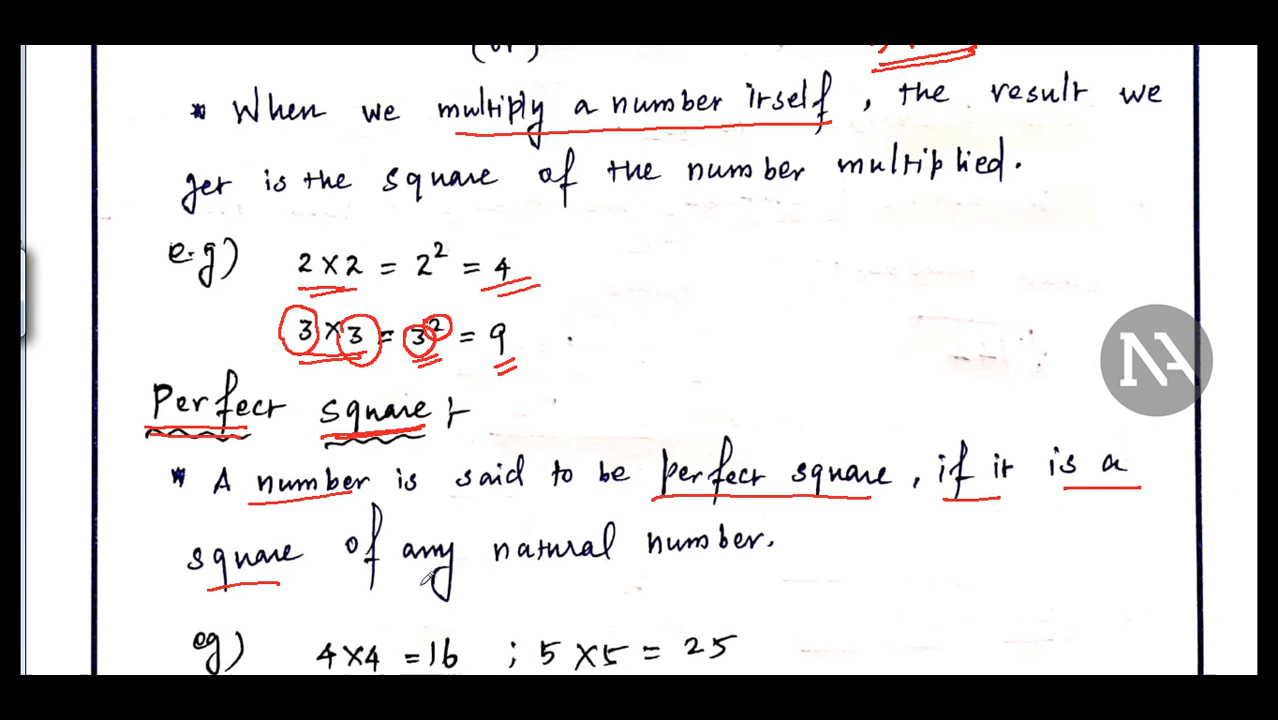 (or)
* When we multiply a number itself, the result we
get is the square of the number multiplied.
e.g) 2 × 2 = 2² = 4
3 × 3 = 3² = 9
Perfect square :-
* A number is said to be perfect square, if it is a
square of any natural number.
eg) 4×4 = 16 ; 5 × 5 = 25
NA